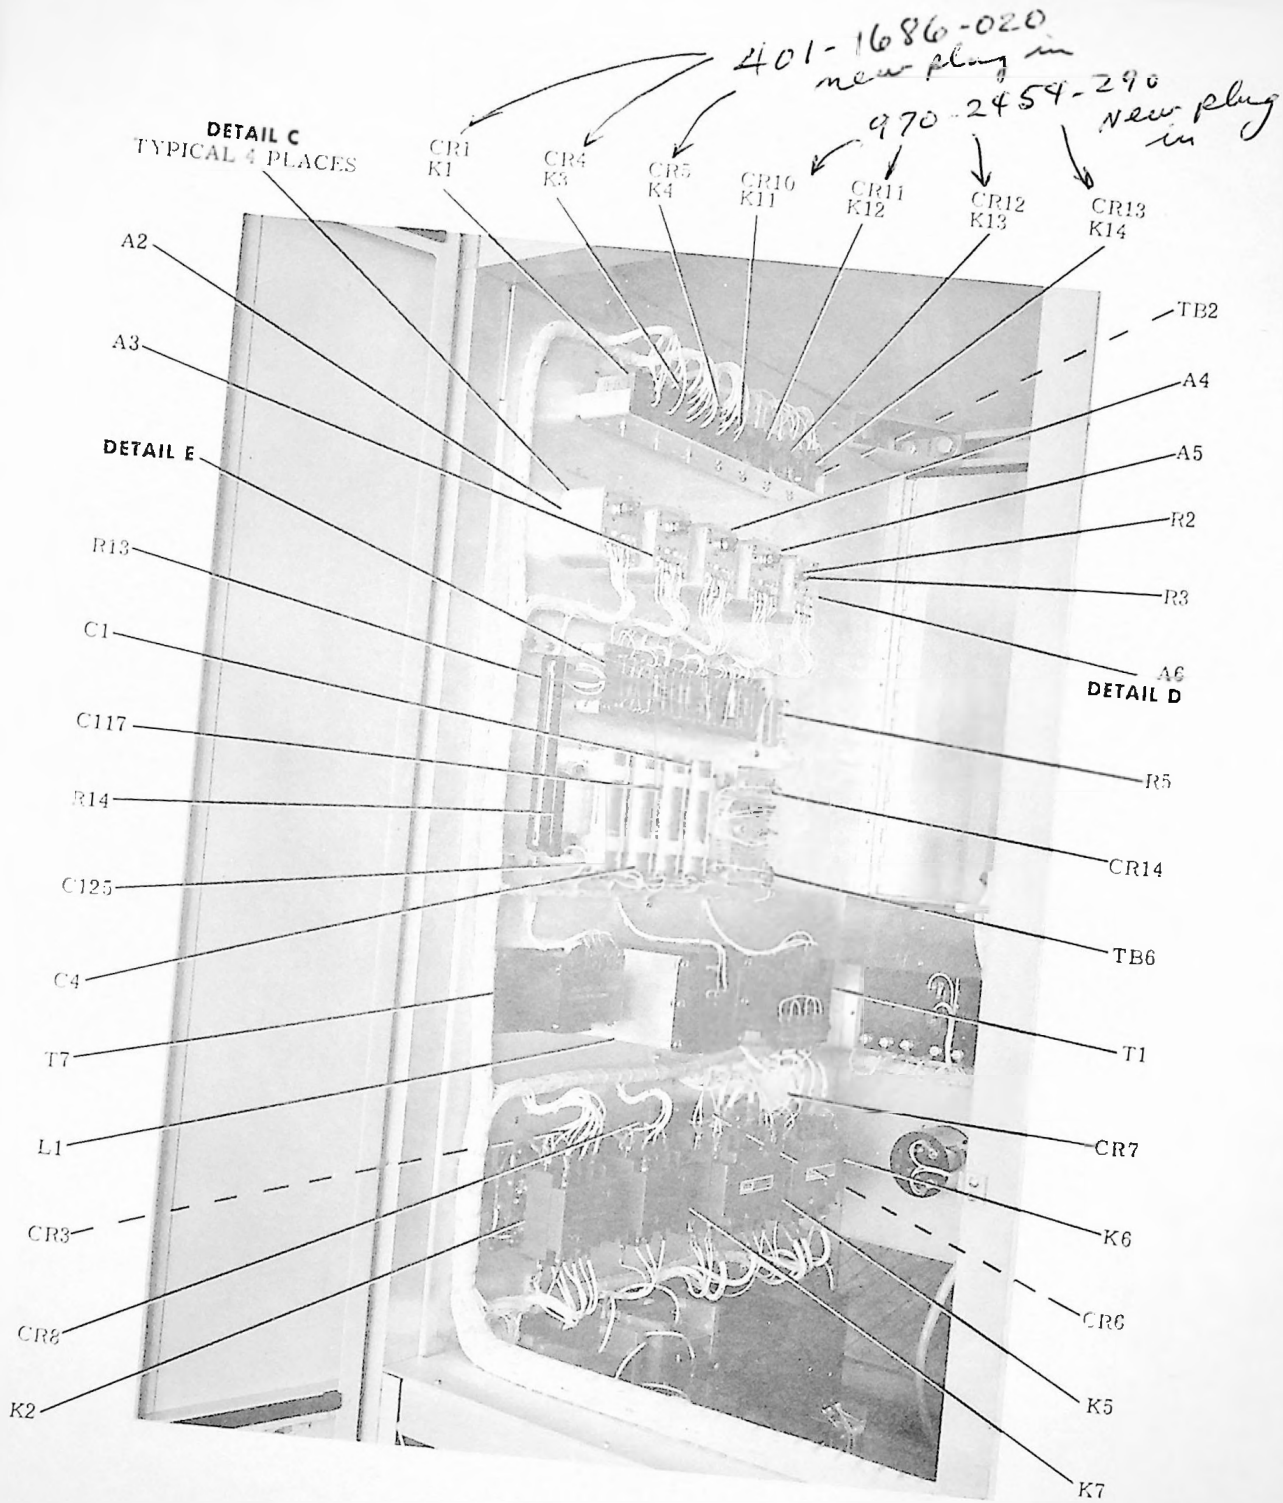 401-1686-020
new plug in
970-2454-290
New plug
in
DETAIL C
TYPICAL 4 PLACES
CR1
K1
CR4
K3
CR5
K4
CR10
K11
CR11
K12
CR12
K13
CR13
K14
A2
TB2
A3
A4
DETAIL E
A5
R13
R2
R3
C1
A6
DETAIL D
C117
R5
R14
CR14
C125
TB6
C4
T7
T1
L1
CR7
CR3
K6
CR8
CR6
K2
K5
K7